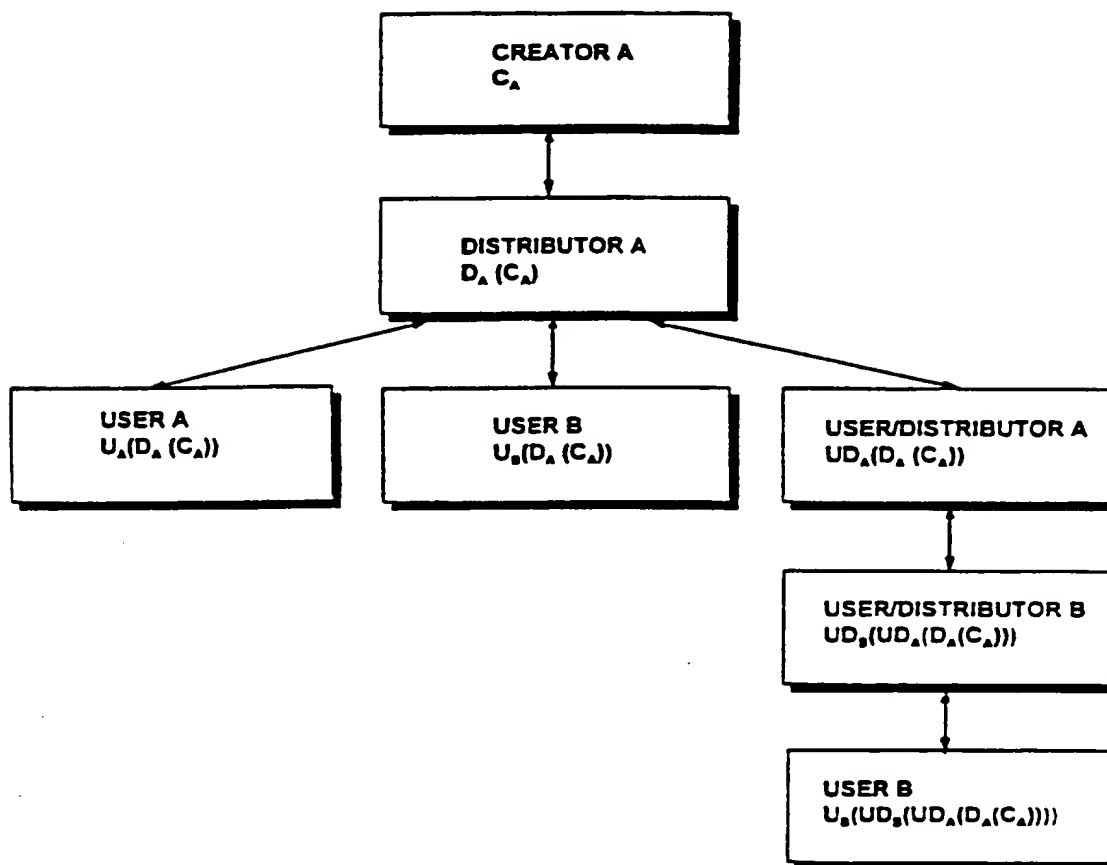 CREATOR A
C_A
DISTRIBUTOR A
D_A (C_A)
USER A
U_A(D_A (C_A))
USER B
U_B(D_A (C_A))
USER/DISTRIBUTOR A
UD_A(D_A (C_A))
USER/DISTRIBUTOR B
UD_B(UD_A(D_A(C_A)))
USER B
U_B(UD_B(UD_A(D_A(C_A))))